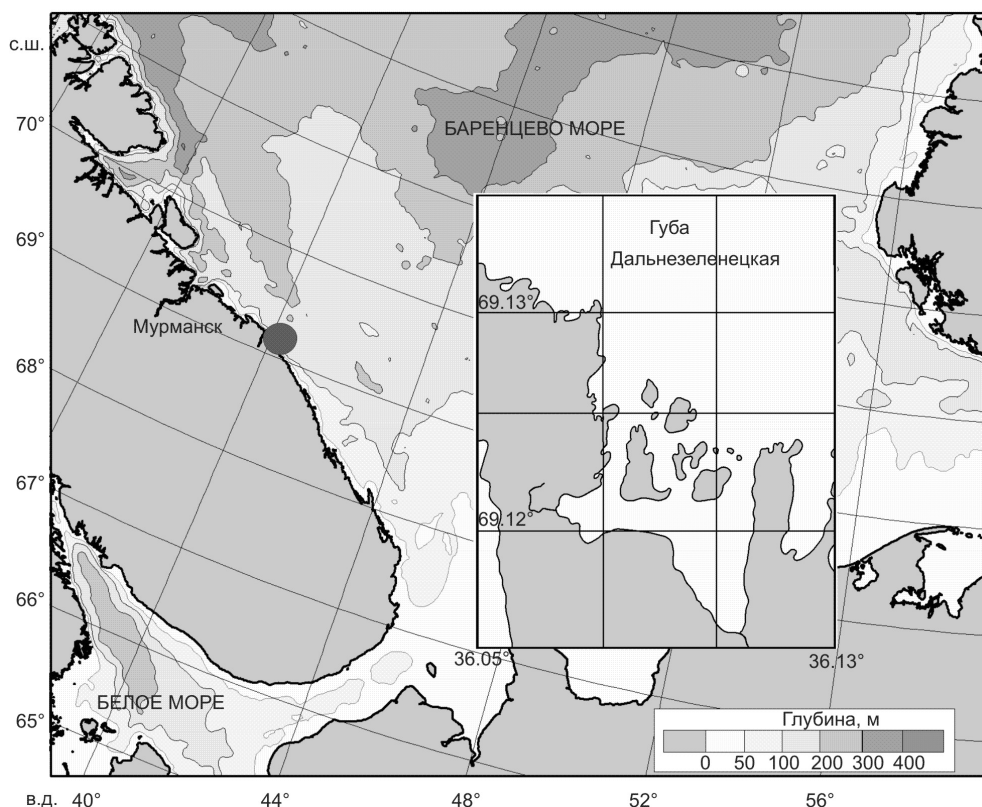 с.ш.
70°
БАРЕНЦЕВО МОРЕ
Губа
Дальнезеленецкая
69°
69.13°
Мурманск
68°
67°
69.12°
66°
36.05°
36.13°
БЕЛОЕ МОРЕ
65°
Глубина, м
0 50 100 200 300 400
в.д. 40° 44° 48° 52° 56°